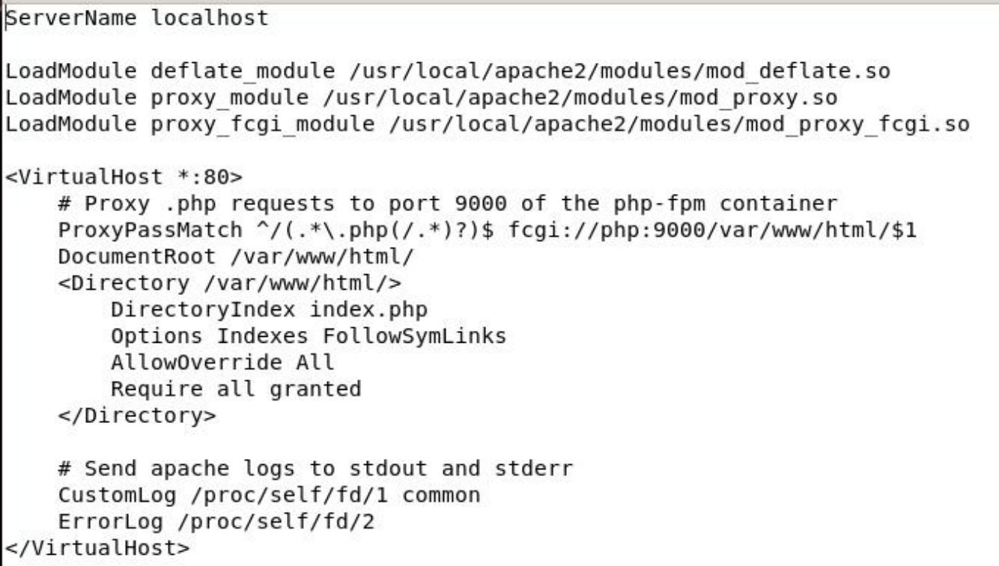 ServerName localhost

LoadModule deflate_module /usr/local/apache2/modules/mod_deflate.so
LoadModule proxy_module /usr/local/apache2/modules/mod_proxy.so
LoadModule proxy_fcgi_module /usr/local/apache2/modules/mod_proxy_fcgi.so

<VirtualHost *:80>
    # Proxy .php requests to port 9000 of the php-fpm container
    ProxyPassMatch ^/(.*\.php(/.*)?)$ fcgi://php:9000/var/www/html/$1
    DocumentRoot /var/www/html/
    <Directory /var/www/html/>
        DirectoryIndex index.php
        Options Indexes FollowSymLinks
        AllowOverride All
        Require all granted
    </Directory>

    # Send apache logs to stdout and stderr
    CustomLog /proc/self/fd/1 common
    ErrorLog /proc/self/fd/2
</VirtualHost>